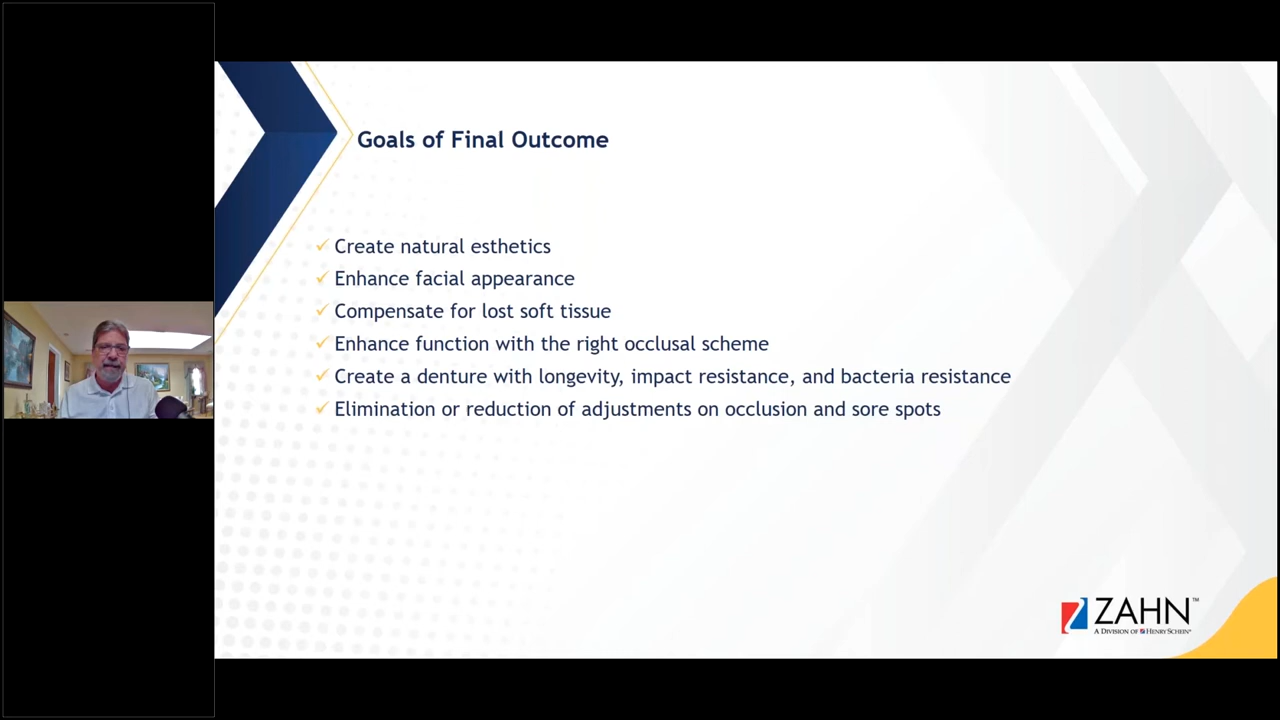 Goals of Final Outcome
Create natural esthetics
Enhance facial appearance
Compensate for lost soft tissue
Enhance function with the right occlusal scheme
Create a denture with longevity, impact resistance, and bacteria resistance
Elimination or reduction of adjustments on occlusion and sore spots
ZAHN™
A DIVISION OF HENRY SCHEIN®